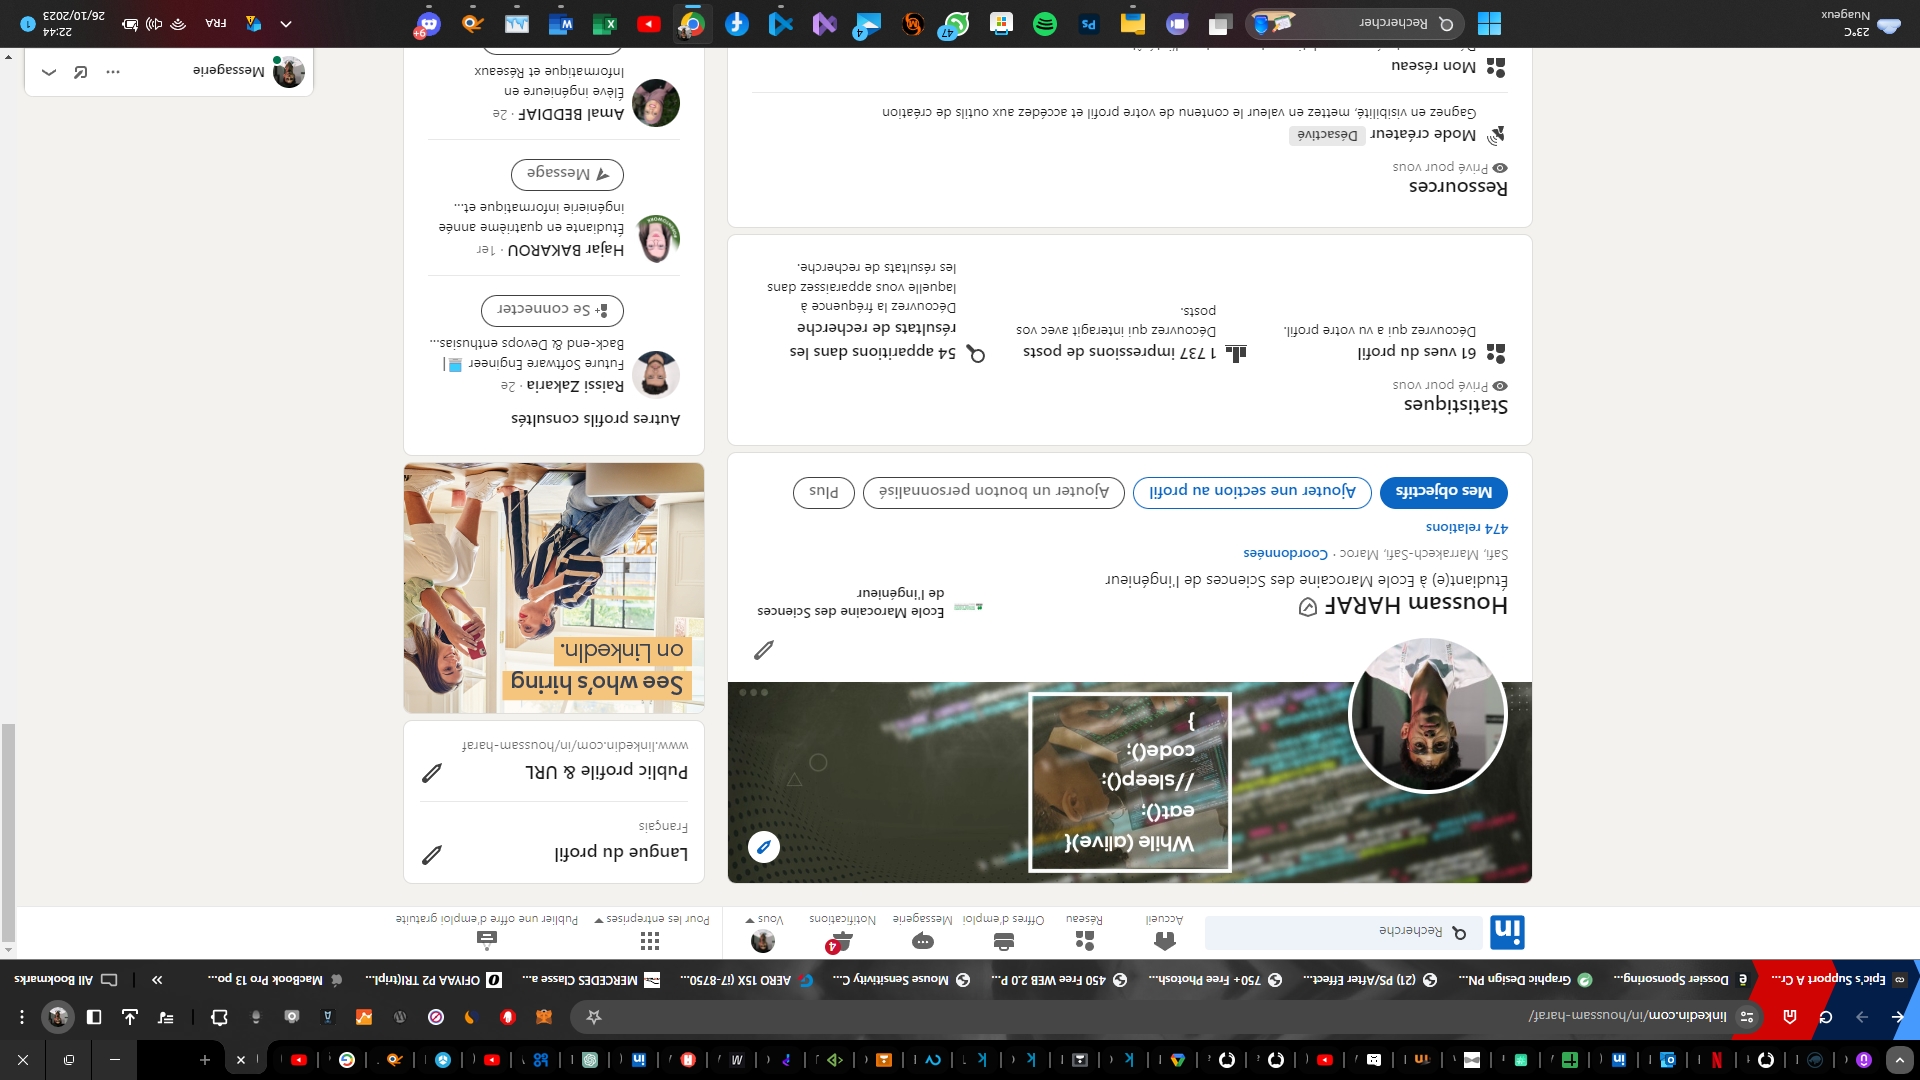 linkedin.com/in/houssam-haraf/
Epic's Support A Cr...
Dossier Sponsoring...
Graphic Design PN...
(21) PS/After Effect...
750+ Free Photosh...
450 Free WEB 2.0 P...
Mouse Sensitivity C...
AERO 15X (i7-8750...
MERCEDES Classe a...
OFIYAA P2 TRI(tripl...
MacBook Pro 13 po...
All Bookmarks
in
Recherche
Accueil
Réseau
Offres d'emploi
Messagerie
4
Notifications
Vous
Pour les entreprises
Publier une offre d'emploi gratuite
While (alive){
eat();
//sleep();
code();
}
Houssam HARAF
Étudiant(e) à Ecole Marocaine des Sciences de l'ingénieur
Safi, Marrakech-Safi, Maroc · Coordonnées
474 relations
Ecole Marocaine des Sciences
de l'ingénieur
Mes objectifs
Ajouter une section au profil
Ajouter un bouton personnalisé
Plus
Statistiques
Privé pour vous
61 vues du profil
Découvrez qui a vu votre profil.
1 737 impressions de posts
Découvrez qui interagit avec vos
posts.
54 apparitions dans les
résultats de recherche
Découvrez la fréquence à
laquelle vous apparaissez dans
les résultats de recherche.
Ressources
Privé pour vous
Mode créateur Désactivé
Gagnez en visibilité, mettez en valeur le contenu de votre profil et accédez aux outils de création
Mon réseau
Langue du profil
Français
Public profile & URL
www.linkedin.com/in/houssam-haraf
See who's hiring
on LinkedIn.
Autres profils consultés
Raissi Zakaria · 2e
Future Software Engineer |
Back-end & Devops enthusias...
Se connecter
Hajar BAKAROU · 1er
Étudiante en quatrième année
ingénierie informatique et...
Message
Amal BEDDIAF · 2e
Élève ingénieure en
Informatique et Réseaux
Messagerie
23°C
Nuageux
Rechercher
47
4
9+
FRA
22:44
26/10/2023
1